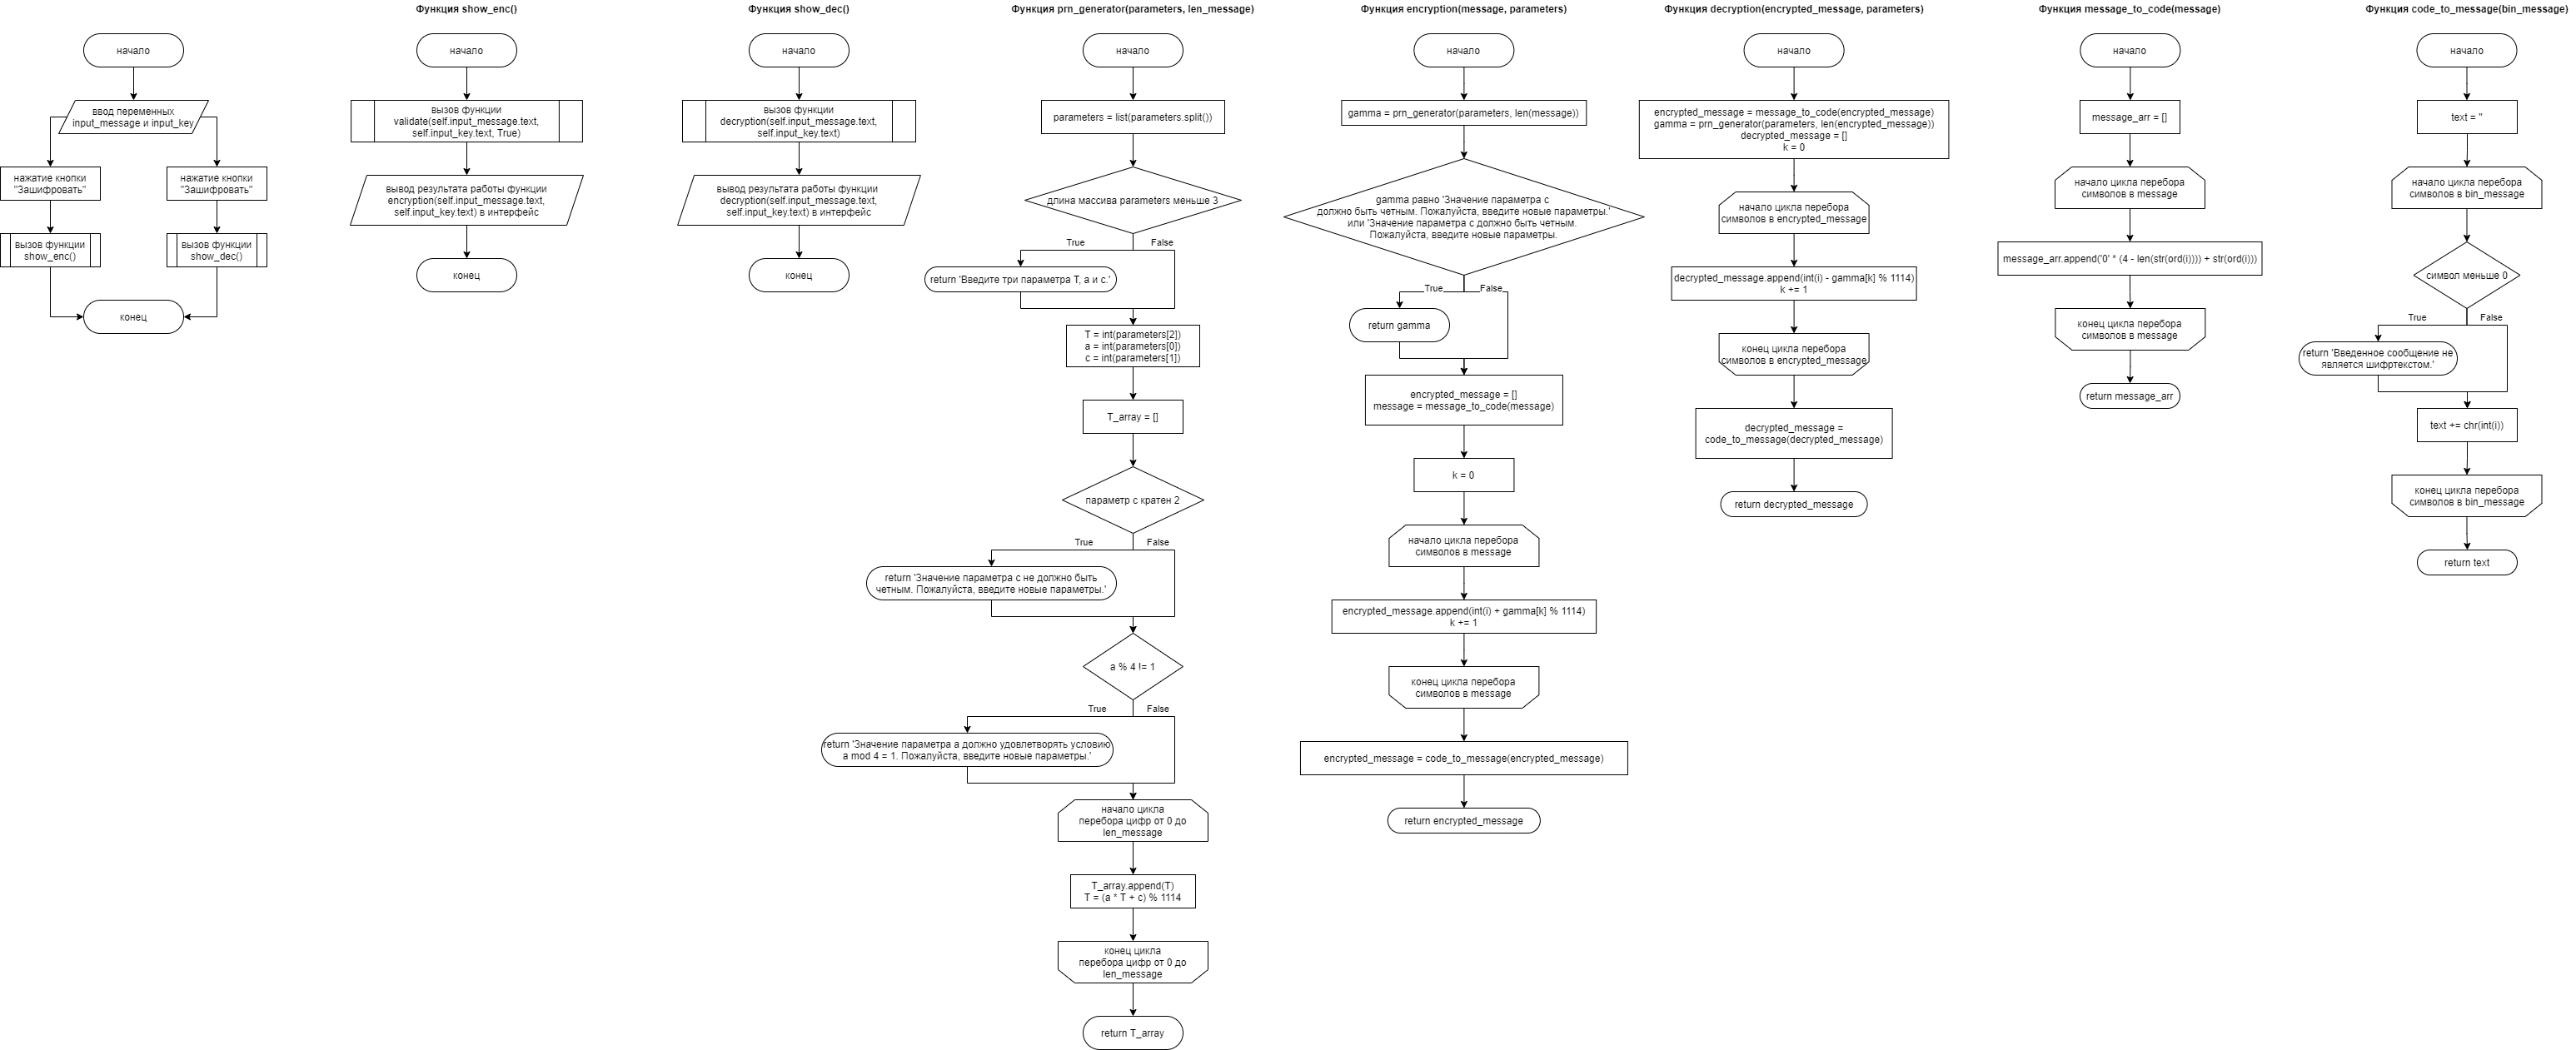 начало
ввод переменных
input_message и input_key
нажатие кнопки
"Зашифровать"
нажатие кнопки
"Зашифровать"
вызов функции
show_enc()
вызов функции
show_dec()
конец
Функция show_enc()
начало
вызов функции
validate(self.input_message.text,
self.input_key.text, True)
вывод результата работы функции
encryption(self.input_message.text,
self.input_key.text) в интерфейс
конец
Функция show_dec()
начало
вызов функции
decryption(self.input_message.text,
self.input_key.text)
вывод результата работы функции
decryption(self.input_message.text,
self.input_key.text) в интерфейс
конец
Функция prn_generator(parameters, len_message)
начало
parameters = list(parameters.split())
длина массива parameters меньше 3
True
False
return 'Введите три параметра T, a и c.'
T = int(parameters[2])
a = int(parameters[0])
c = int(parameters[1])
T_array = []
параметр c кратен 2
True
False
return 'Значение параметра c не должно быть
четным. Пожалуйста, введите новые параметры.'
a % 4 != 1
True
False
return 'Значение параметра a должно удовлетворять условию
a mod 4 = 1. Пожалуйста, введите новые параметры.'
начало цикла
перебора цифр от 0 до
len_message
T_array.append(T)
T = (a * T + c) % 1114
конец цикла
перебора цифр от 0 до
len_message
return T_array
Функция encryption(message, parameters)
начало
gamma = prn_generator(parameters, len(message))
gamma равно 'Значение параметра c
должно быть четным. Пожалуйста, введите новые параметры.'
или 'Значение параметра c должно быть четным.
Пожалуйста, введите новые параметры.
True
False
return gamma
encrypted_message = []
message = message_to_code(message)
k = 0
начало цикла перебора
символов в message
encrypted_message.append(int(i) + gamma[k] % 1114)
k += 1
конец цикла перебора
символов в message
encrypted_message = code_to_message(encrypted_message)
return encrypted_message
Функция decryption(encrypted_message, parameters)
начало
encrypted_message = message_to_code(encrypted_message)
gamma = prn_generator(parameters, len(encrypted_message))
decrypted_message = []
k = 0
начало цикла перебора
символов в encrypted_message
decrypted_message.append(int(i) - gamma[k] % 1114)
k += 1
конец цикла перебора
символов в encrypted_message
decrypted_message =
code_to_message(decrypted_message)
return decrypted_message
Функция message_to_code(message)
начало
message_arr = []
начало цикла перебора
символов в message
message_arr.append('0' * (4 - len(str(ord(i)))) + str(ord(i)))
конец цикла перебора
символов в message
return message_arr
Функция code_to_message(bin_message)
начало
text = ''
начало цикла перебора
символов в bin_message
символ меньше 0
True
False
return 'Введенное сообщение не
является шифртекстом.'
text += chr(int(i))
конец цикла перебора
символов в bin_message
return text